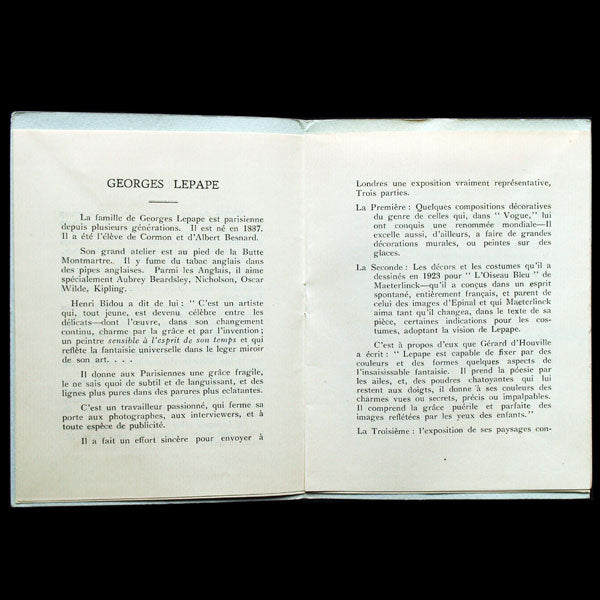 GEORGES LEPAPE
La famille de Georges Lepape est parisienne
depuis plusieurs générations. Il est né en 1887.
Il a été l'élève de Cormon et d'Albert Besnard.
Son grand atelier est au pied de la Butte
Montmartre. Il y fume du tabac anglais dans
des pipes anglaises. Parmi les Anglais, il aime
spécialement Aubrey Beardsley, Nicholson, Oscar
Wilde, Kipling.
Henri Bidou a dit de lui : " C'est un artiste
qui, tout jeune, est devenu célèbre entre les
délicats—dont l'œuvre, dans son changement
continu, charme par la grâce et par l'invention ;
un peintre sensible à l'esprit de son temps et qui
reflète la fantaisie universelle dans le leger miroir
de son art. . . .
Il donne aux Parisiennes une grâce fragile,
le ne sais quoi de subtil et de languissant, et des
lignes plus pures dans des parures plus eclatantes.
C'est un travailleur passionné, qui ferme sa
porte aux photographes, aux interviewers, et à
toute espèce de publicité.
Il a fait un effort sincère pour envoyer à
Londres une exposition vraiment représentative,
Trois parties.
La Première : Quelques compositions décoratives
du genre de celles qui, dans " Vogue," lui
ont conquis une renommée mondiale—Il
excelle aussi, d'ailleurs, a faire de grandes
décorations murales, ou peintes sur des
glaces.
La Seconde : Les décors et les costumes qu'il a
dessinés en 1923 pour " L'Oiseau Bleu " de
Maeterlinck—qu'il a conçus dans un esprit
spontané, entièrement français, et parent de
celui des images d'Epinal et qui Maeterlinck
aima tant qu'il changea, dans le texte de sa
pièce, certaines indications pour les cos-
tumes, adoptant la vision de Lepape.
C'est à propos d'eux que Gérard d'Houville
a écrit : " Lepape est capable de fixer par des
couleurs et des formes quelques aspects de
l'insaisissable fantaisie. Il prend la poésie par
les ailes, et, des poudres chatoyantes qui lui
restent aux doigts, il donne à ses couleurs des
charmes vues ou secrets, précis ou impalpables.
Il comprend la grâce puérile et parfaite des
images reflétées par les yeux des enfants."
La Troisième : l'exposition de ses paysages con-